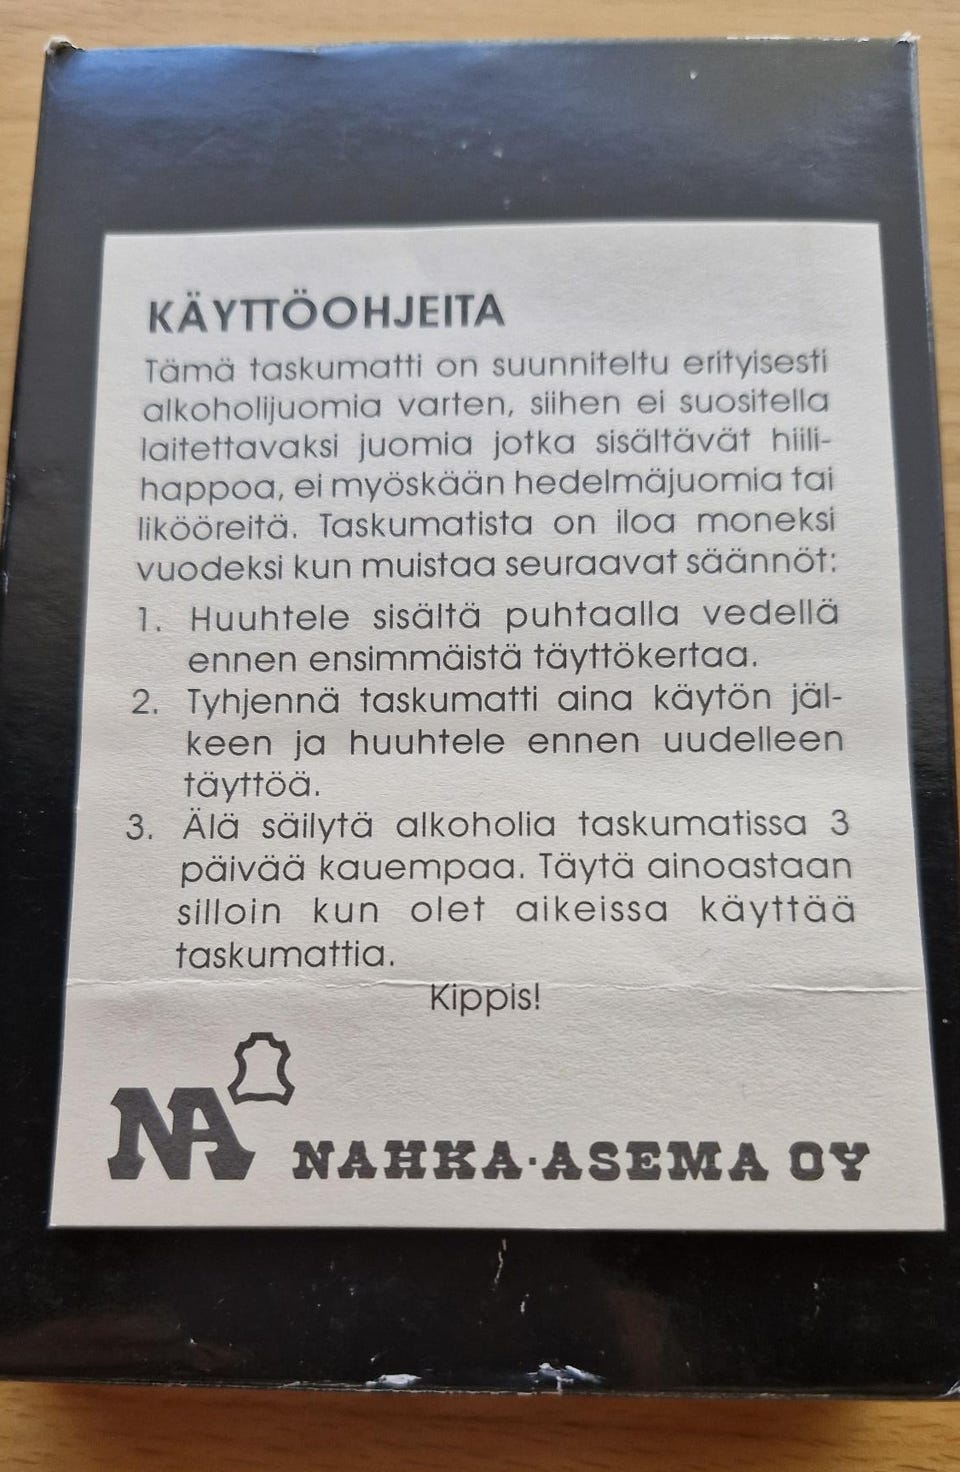 KÄYTTÖOHJEITA
Tämä taskumatti on suunniteltu erityisesti
alkoholijuomia varten, siihen ei suositella
laitettavaksi juomia jotka sisältävät hiili-
happoa, ei myöskään hedelmäjuomia tai
likööreitä. Taskumatista on iloa moneksi
vuodeksi kun muistaa seuraavat säännöt:
1. Huuhtele sisältä puhtaalla vedellä
ennen ensimmäistä täyttökertaa.
2. Tyhjennä taskumatti aina käytön jäl-
keen ja huuhtele ennen uudelleen
täyttöä.
3. Älä säilytä alkoholia taskumatissa 3
päivää kauempaa. Täytä ainoastaan
silloin kun olet aikeissa käyttää
taskumattia.
Kippis!
NA NAHKA-ASEMA OY